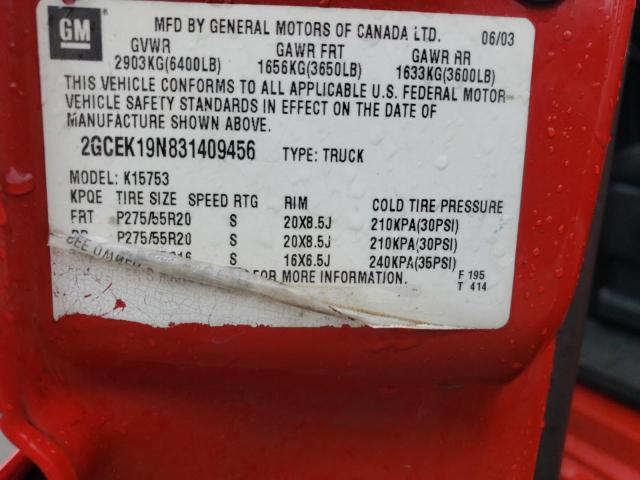 GM
MFD BY GENERAL MOTORS OF CANADA LTD. 06/03
GVWR GAWR FRT GAWR RR
2903KG(6400LB) 1656KG(3650LB) 1633KG(3600LB)
THIS VEHICLE CONFORMS TO ALL APPLICABLE U.S. FEDERAL MOTOR
VEHICLE SAFETY STANDARDS IN EFFECT ON THE DATE OF
MANUFACTURE SHOWN ABOVE.
2GCEK19N831409456 TYPE: TRUCK
MODEL: K15753
KPQE TIRE SIZE SPEED RTG RIM COLD TIRE PRESSURE
FRT P275/55R20 S 20X8.5J 210KPA(30PSI)
P275/55R20 S 20X8.5J 210KPA(30PSI)
S 16X6.5J 240KPA(35PSI)
SEE OWNER'S FOR MORE INFORMATION.
F 195
T 414